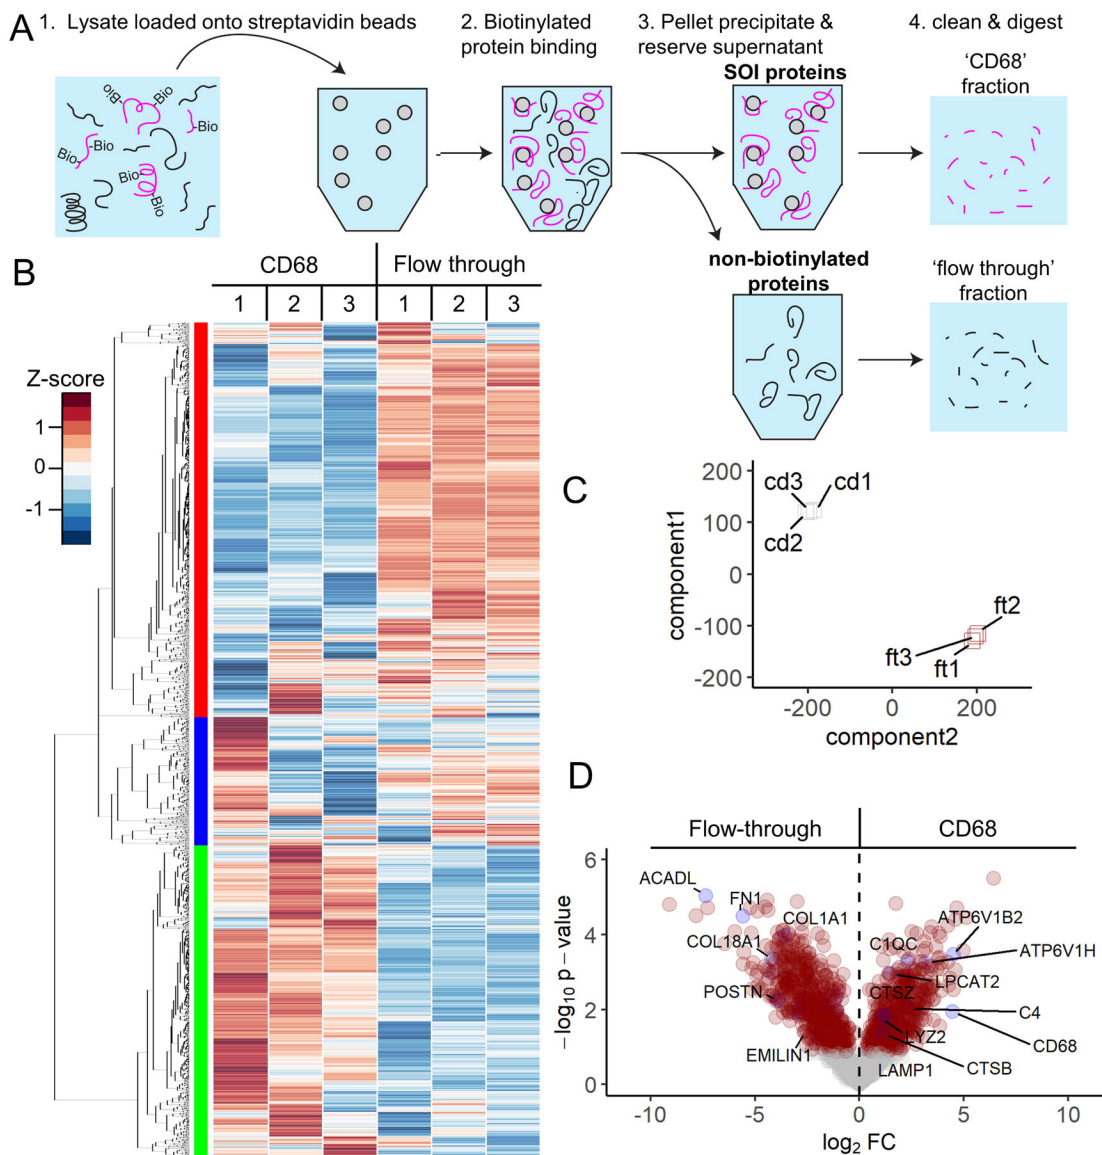 A
1. Lysate loaded onto streptavidin beads
2. Biotinylated
protein binding
3. Pellet precipitate &
reserve supernatant
4. clean & digest
SOI proteins
'CD68'
fraction
Bio
Bio
Bio
Bio
Bio
Bio
Bio
non-biotinylated
proteins
'flow through'
fraction
B
CD68
Flow through
1
2
3
1
2
3
Z-score
1
0
-1
C
200
100
0
-100
-200
component1
cd3
cd1
cd2
ft2
ft3
ft1
-200
0
200
component2
D
Flow-through
CD68
6
4
2
0
−log10 p−value
ACADL
FN1
COL1A1
COL18A1
POSTN
EMILIN1
ATP6V1B2
C1QC
ATP6V1H
LPCAT2
CTSZ
C4
LYZ2
CD68
LAMP1
CTSB
-10
-5
0
5
10
log2 FC